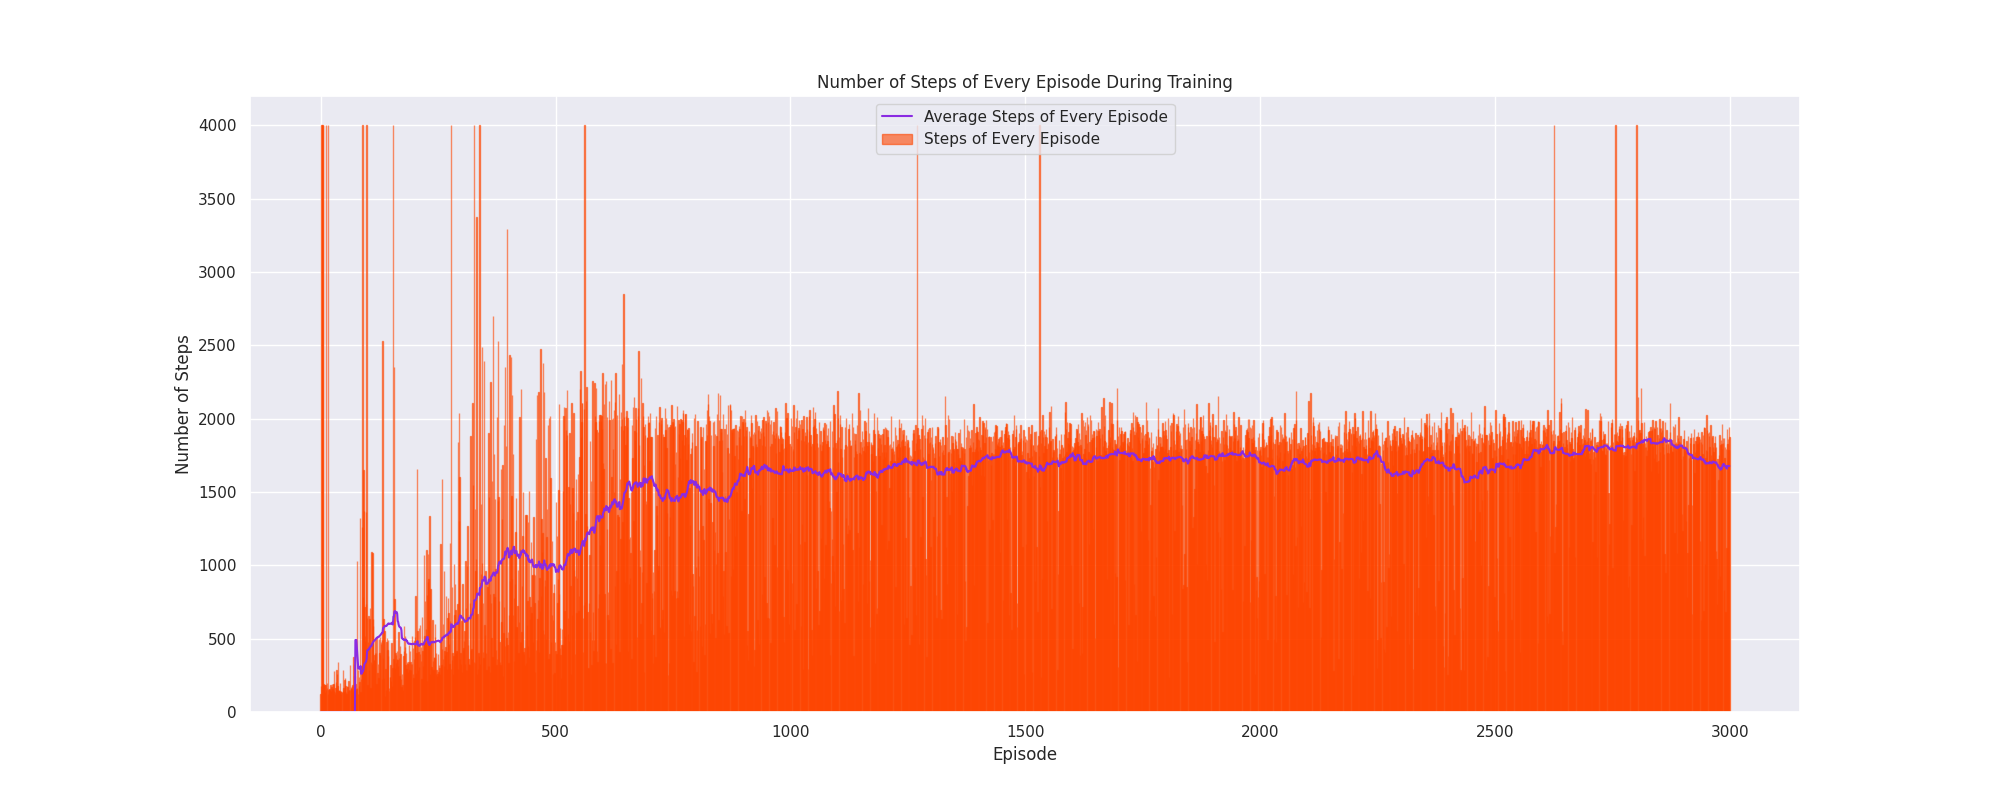 Number of Steps of Every Episode During Training
Average Steps of Every Episode
Steps of Every Episode
4000
3500
3000
2500
2000
1500
1000
500
0
Number of Steps
0 500 1000 1500 2000 2500 3000
Episode